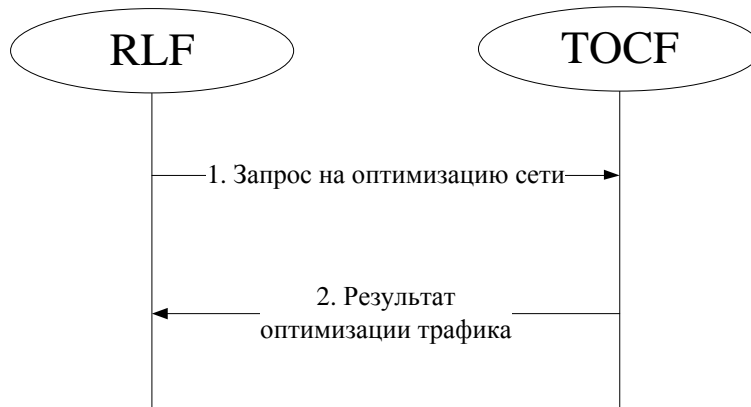 RLF
TOCF
1. Запрос на оптимизацию сети
2. Результат
оптимизации трафика